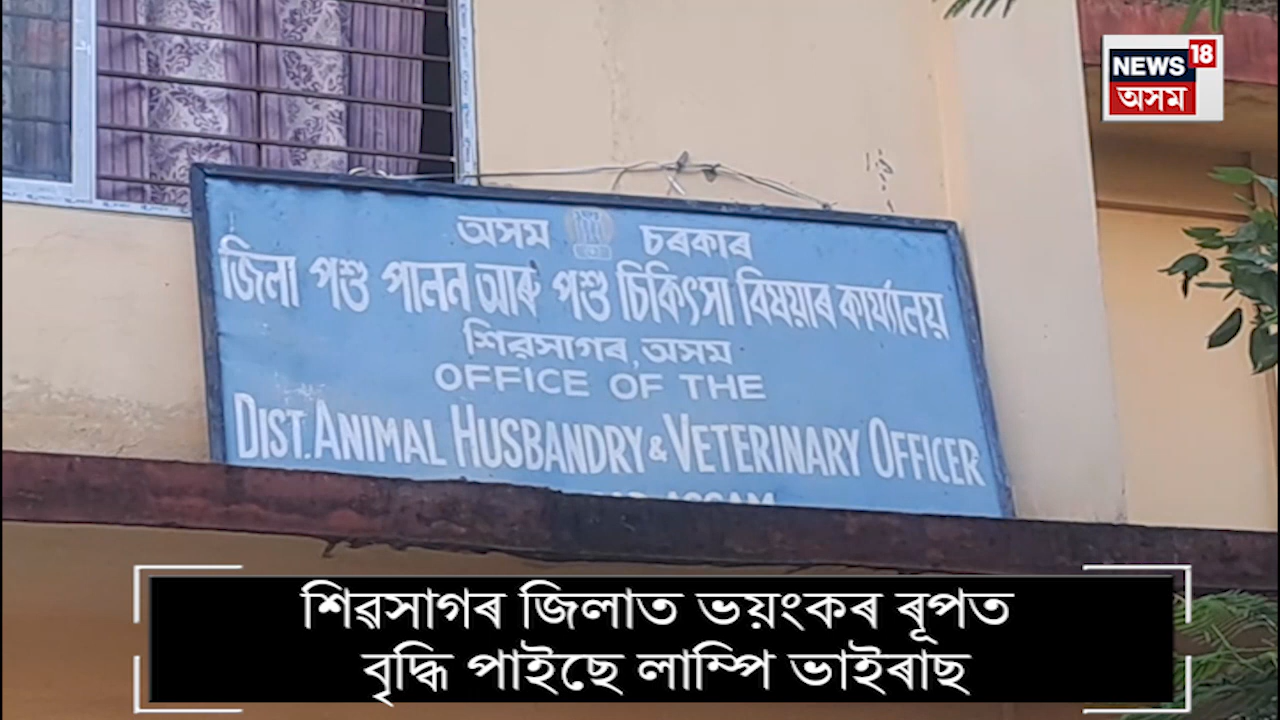 NEWS 18
অসম
অসম চৰকাৰ
জিলা পশু পালন আৰু পশু চিকিৎসা বিষয়াৰ কাৰ্য্যালয়
শিৱসাগৰ, অসম
OFFICE OF THE
DIST. ANIMAL HUSBANDRY & VETERINARY OFFICER
ASSAM
শিৱসাগৰ জিলাত ভয়ংকৰ ৰূপত
বৃদ্ধি পাইছে লাম্পি ভাইৰাছ